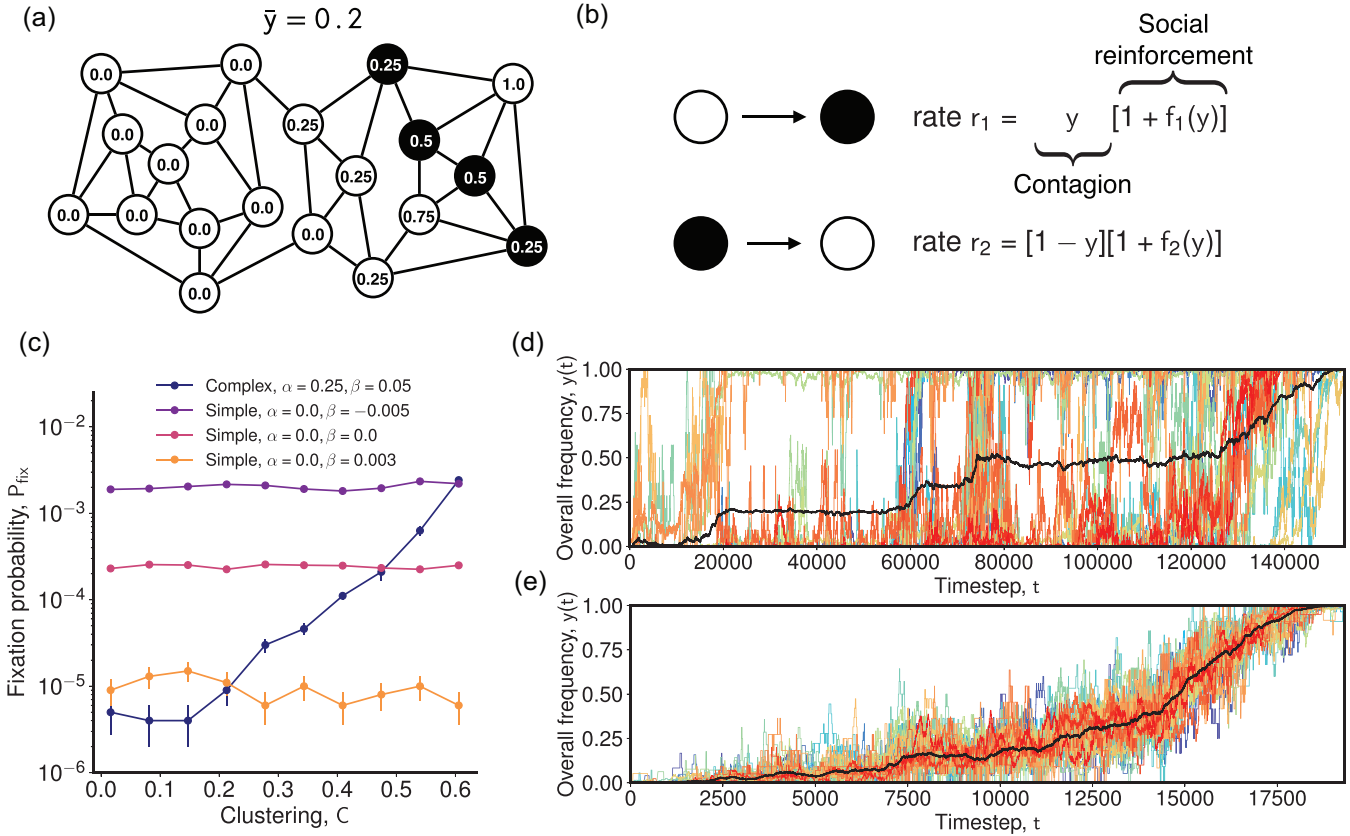 (a)
ȳ = 0.2
0.0
0.0
0.25
1.0
0.0
0.0
0.25
0.5
0.0
0.25
0.5
0.0
0.0
0.0
0.0
0.0
0.0
0.75
0.25
0.25
0.0
(b)
Social
reinforcement
rate r₁ = y [1 + f₁(y)]
Contagion
rate r₂ = [1 − y][1 + f₂(y)]
(c)
Complex, α = 0.25, β = 0.05
Simple, α = 0.0, β = −0.005
Simple, α = 0.0, β = 0.0
Simple, α = 0.0, β = 0.003
Fixation probability, P_fix
10⁻²
10⁻³
10⁻⁴
10⁻⁵
10⁻⁶
0.0 0.1 0.2 0.3 0.4 0.5 0.6
Clustering, C
(d)
Overall frequency, y(t)
1.00
0.75
0.50
0.25
0.00
0 20000 40000 60000 80000 100000 120000 140000
Timestep, t
(e)
Overall frequency, y(t)
1.00
0.75
0.50
0.25
0.00
0 2500 5000 7500 10000 12500 15000 17500
Timestep, t